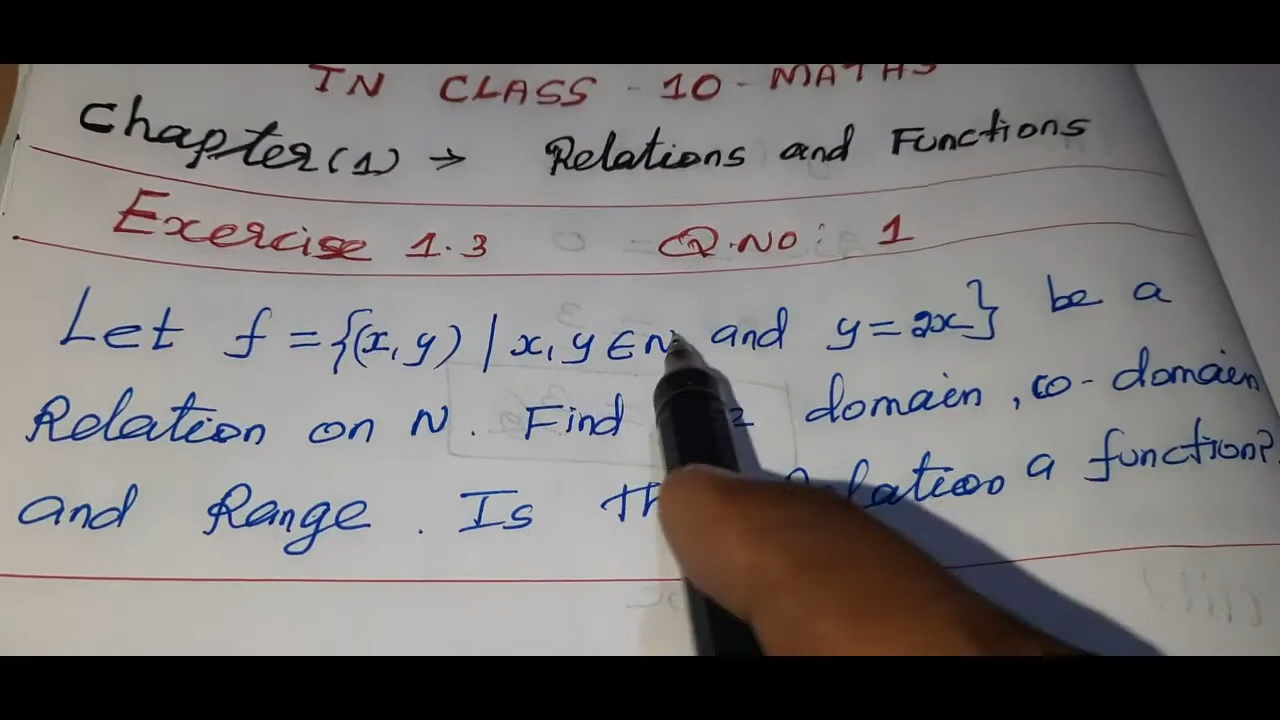 TN CLASS - 10 - MATHS
Chapter (1) → Relations and Functions
Exercise 1.3 Q.NO: 1
Let f = {(x, y) | x, y ∈ N and y = 2x} be a
Relation on N. Find domain, co-domain
and Range. Is Relation a function?